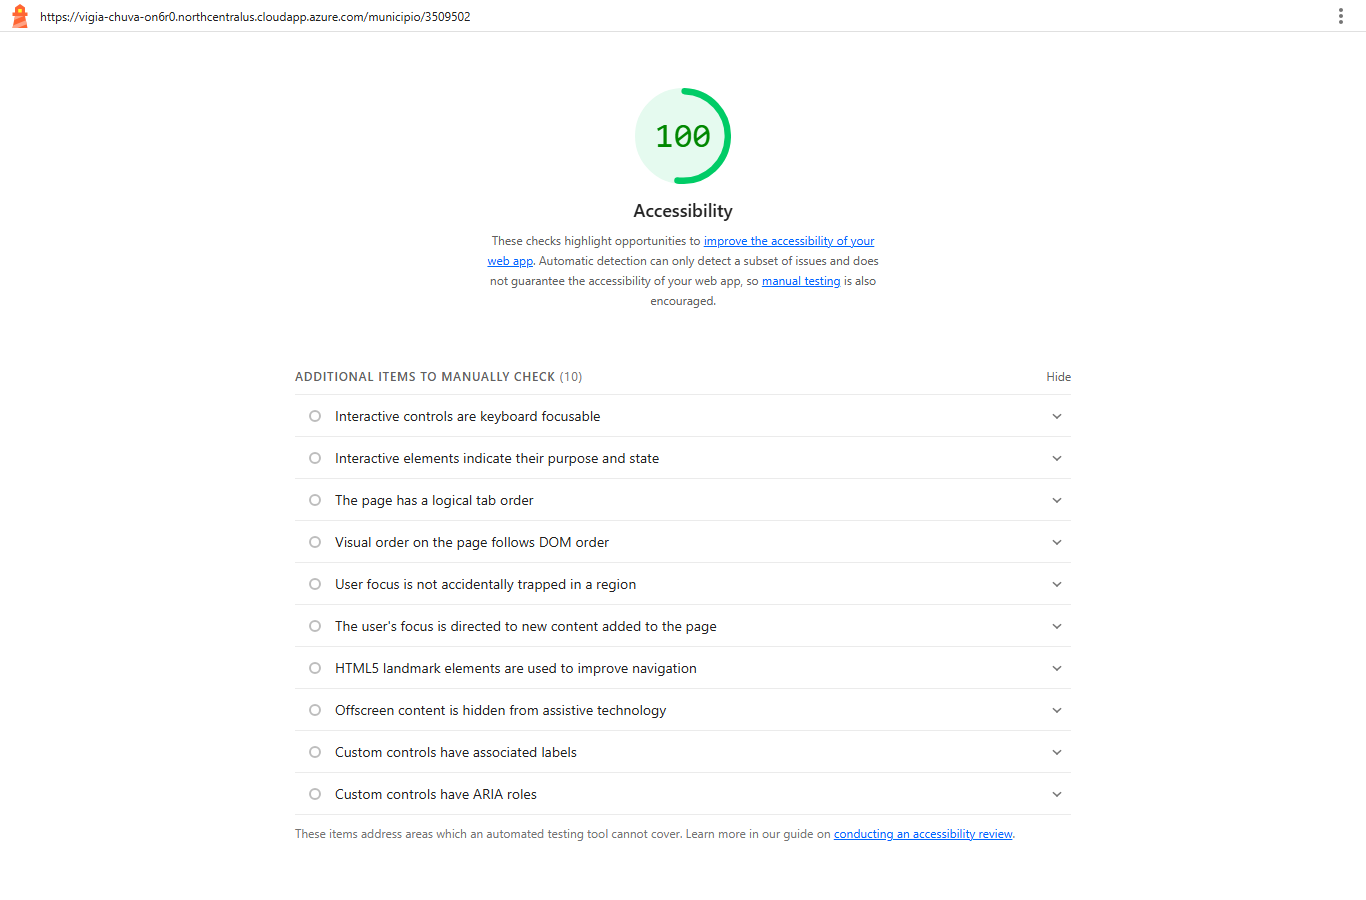 https://vigia-chuva-on6r0.northcentralus.cloudapp.azure.com/municipio/3509502
100
Accessibility
These checks highlight opportunities to improve the accessibility of your
web app. Automatic detection can only detect a subset of issues and does
not guarantee the accessibility of your web app, so manual testing is also
encouraged.
ADDITIONAL ITEMS TO MANUALLY CHECK (10)
Hide
Interactive controls are keyboard focusable
Interactive elements indicate their purpose and state
The page has a logical tab order
Visual order on the page follows DOM order
User focus is not accidentally trapped in a region
The user's focus is directed to new content added to the page
HTML5 landmark elements are used to improve navigation
Offscreen content is hidden from assistive technology
Custom controls have associated labels
Custom controls have ARIA roles
These items address areas which an automated testing tool cannot cover. Learn more in our guide on conducting an accessibility review.